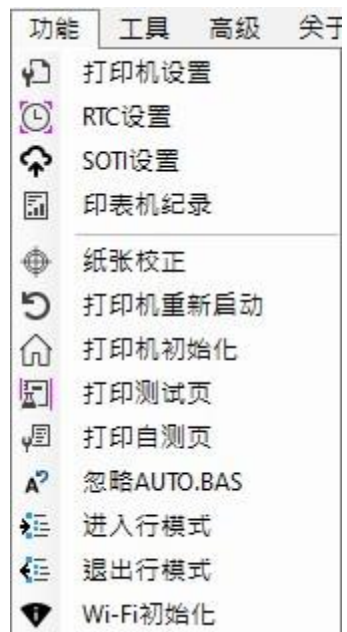 功能 工具 高级 关于
打印机设置
RTC设置
SOTI设置
印表机纪录
纸张校正
打印机重新启动
打印机初始化
打印测试页
打印自测页
忽略AUTO.BAS
进入行模式
退出行模式
Wi-Fi初始化